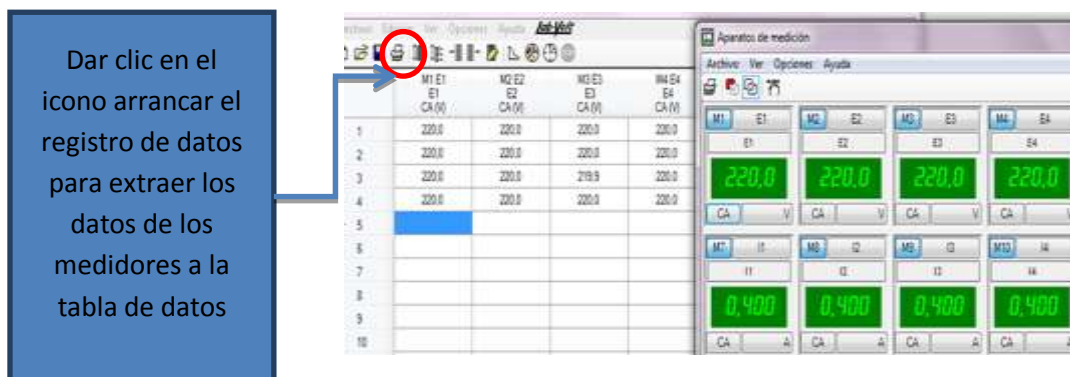 Dar clic en el
icono arrancar el
registro de datos
para extraer los
datos de los
medidores a la
tabla de datos
Archivo Ver Opciones Ayuda Lab-Volt
M1 E1 M2 E2 M3 E3 M4 E4
E1 E2 E3 E4
CA (V) CA (V) CA (V) CA (V)
1 220,0 220,0 220,0 220,0
2 220,0 220,0 220,0 220,0
3 220,0 220,0 219,9 220,0
4 220,0 220,0 220,0 220,0
5
6
7
8
9
10
Aparatos de medición
Archivo Ver Opciones Ayuda
M1 E1 M2 E2 M3 E3 M4 E4
E1 E2 E3 E4
220,0 220,0 220,0 220,0
CA V CA V CA V CA
M7 I1 M8 I2 M9 I3 M10 I4
I1 I2 I3 I4
0,400 0,400 0,400 0,400
CA A CA A CA A CA A